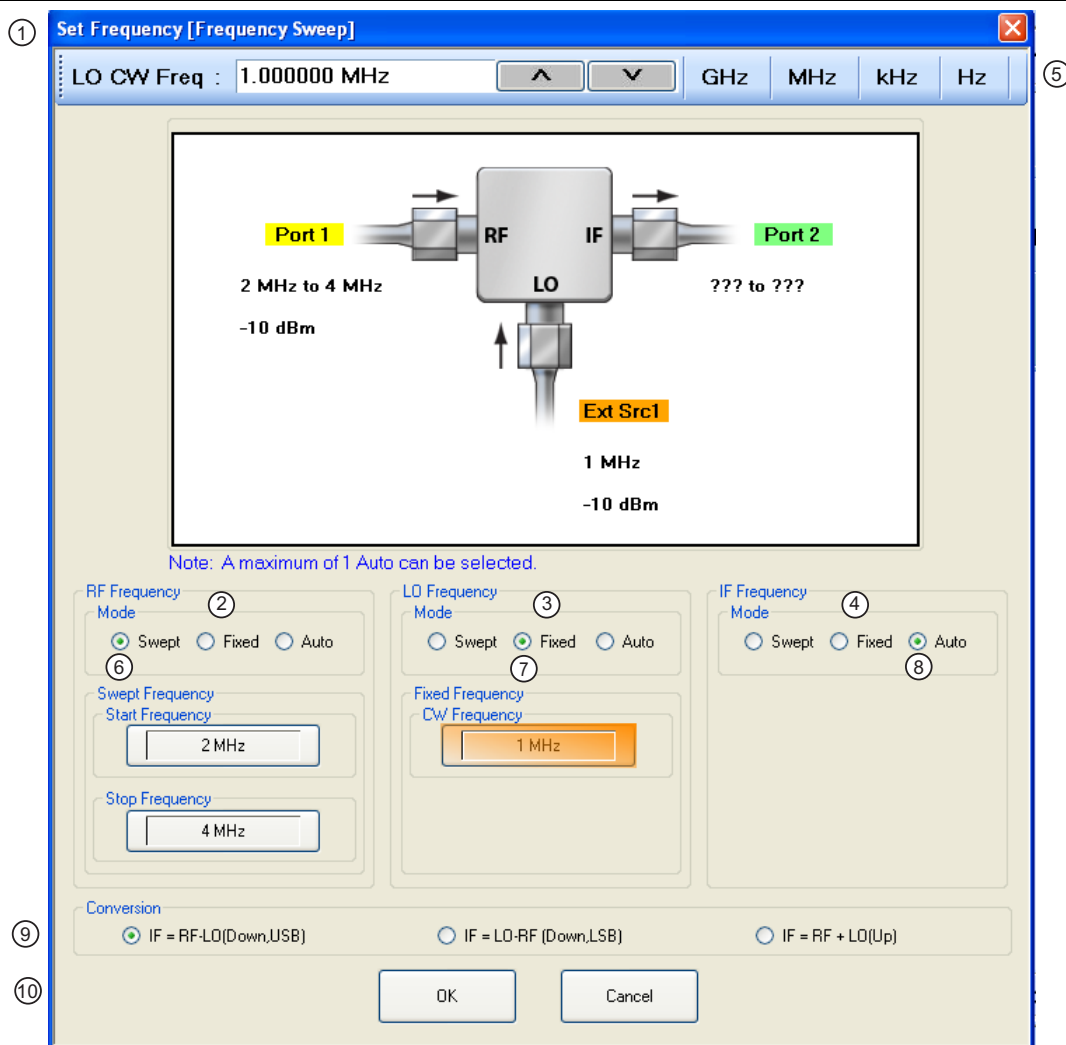 ① Set Frequency [Frequency Sweep]
LO CW Freq : 1.000000 MHz ^ v GHz MHz kHz Hz ⑤
RF IF
Port 1 Port 2
LO
2 MHz to 4 MHz ??? to ???
-10 dBm
Ext Src1
1 MHz
-10 dBm
Note: A maximum of 1 Auto can be selected.
RF Frequency LO Frequency IF Frequency
Mode ② Mode ③ Mode ④
Swept Fixed Auto Swept Fixed Auto Swept Fixed Auto
⑥ ⑦ ⑧
Swept Frequency Fixed Frequency
Start Frequency CW Frequency
2 MHz 1 MHz
Stop Frequency
4 MHz
Conversion
⑨ IF = RF-LO(Down,USB) IF = LO-RF (Down,LSB) IF = RF + LO(Up)
⑩ OK Cancel